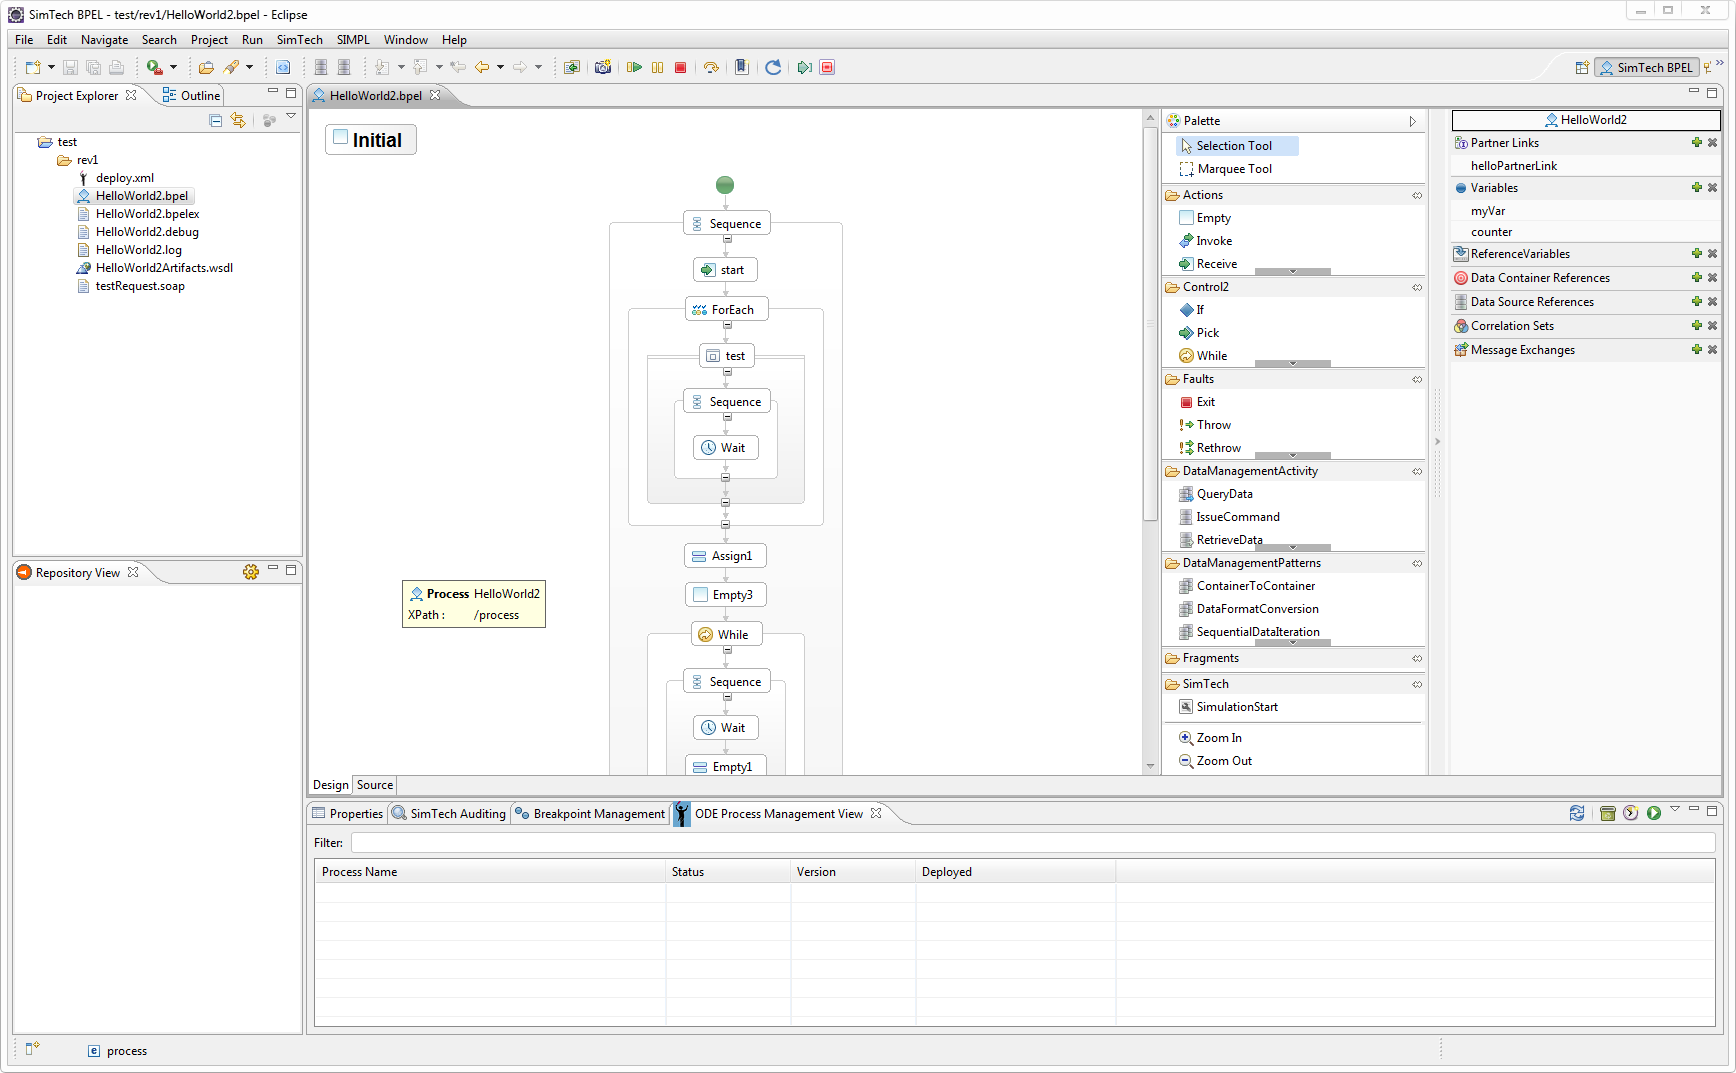 SimTech BPEL - test/rev1/HelloWorld2.bpel - Eclipse
File Edit Navigate Search Project Run SimTech SIMPL Window Help
SimTech BPEL
Project Explorer
Outline
test
rev1
deploy.xml
HelloWorld2.bpel
HelloWorld2.bpelex
HelloWorld2.debug
HelloWorld2.log
HelloWorld2Artifacts.wsdl
testRequest.soap
Repository View
HelloWorld2.bpel
Initial
Sequence
start
ForEach
test
Sequence
Wait
Assign1
Empty3
While
Sequence
Wait
Empty1
Process HelloWorld2
XPath : /process
Design Source
Palette
Selection Tool
Marquee Tool
Actions
Empty
Invoke
Receive
Control2
If
Pick
While
Faults
Exit
Throw
Rethrow
DataManagementActivity
QueryData
IssueCommand
RetrieveData
DataManagementPatterns
ContainerToContainer
DataFormatConversion
SequentialDataIteration
Fragments
SimTech
SimulationStart
Zoom In
Zoom Out
HelloWorld2
Partner Links
helloPartnerLink
Variables
myVar
counter
ReferenceVariables
Data Container References
Data Source References
Correlation Sets
Message Exchanges
Properties SimTech Auditing Breakpoint Management ODE Process Management View
Filter:
Process Name Status Version Deployed
process